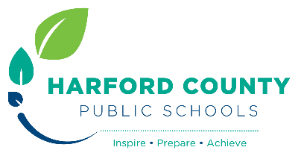 HARFORD COUNTY
PUBLIC SCHOOLS
Inspire • Prepare • Achieve